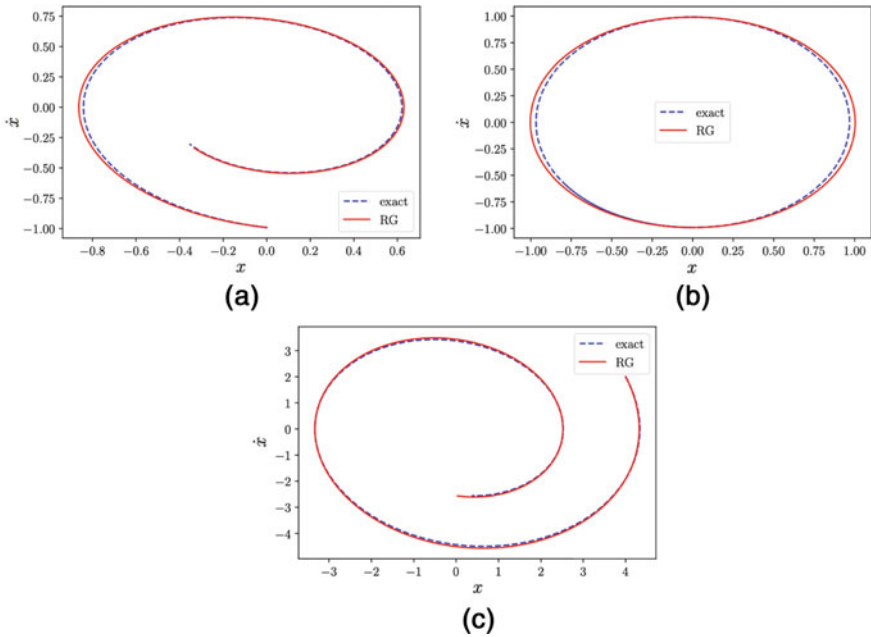 0.75
0.50
0.25
0.00
−0.25
−0.50
−0.75
−1.00
ẋ
−0.8 −0.6 −0.4 −0.2 0.0 0.2 0.4 0.6
x
exact
RG
(a)
1.00
0.75
0.50
0.25
0.00
−0.25
−0.50
−0.75
−1.00
ẋ
−1.00 −0.75 −0.50 −0.25 0.00 0.25 0.50 0.75 1.00
x
exact
RG
(b)
3
2
1
0
−1
−2
−3
−4
ẋ
−3 −2 −1 0 1 2 3 4
x
exact
RG
(c)